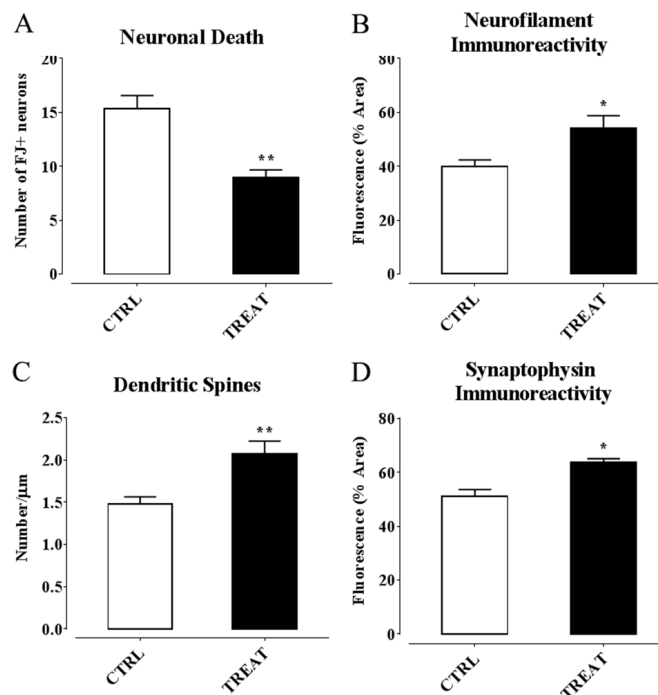 A
Neuronal Death
Number of FJ+ neurons
20
15
10
5
0
**
CTRL
TREAT
B
Neurofilament
Immunoreactivity
Fluorescence (% Area)
80
60
40
20
0
*
CTRL
TREAT
C
Dendritic Spines
Number/μm
2.5
2.0
1.5
1.0
0.5
0.0
**
CTRL
TREAT
D
Synaptophysin
Immunoreactivity
Fluorescence (% Area)
80
60
40
20
0
*
CTRL
TREAT